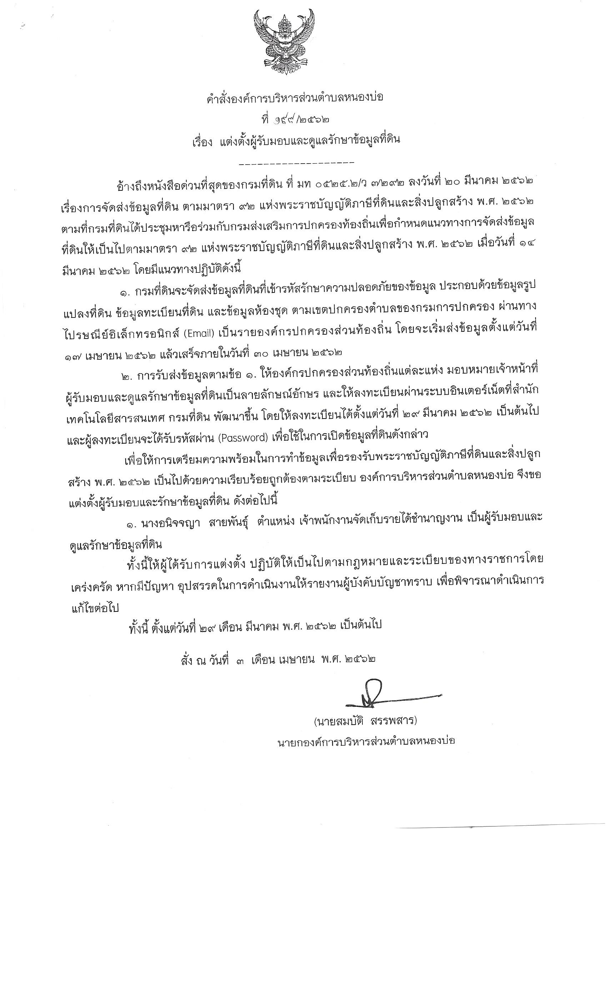 คำสั่งองค์การบริหารส่วนตำบลหนองบ่อ
ที่ ๑๙๙/๒๕๖๒
เรื่อง แต่งตั้งผู้รับมอบและดูแลรักษาข้อมูลที่ดิน
-------------------
อ้างถึงหนังสือด่วนที่สุดของกรมที่ดิน ที่ มท ๐๕๒๕.๒/ว ๗๒๙๒ ลงวันที่ ๒๐ มีนาคม ๒๕๖๒
เรื่องการจัดส่งข้อมูลที่ดิน ตามมาตรา ๙๒ แห่งพระราชบัญญัติภาษีที่ดินและสิ่งปลูกสร้าง พ.ศ. ๒๕๖๒
ตามที่กรมที่ดินได้ประชุมหารือร่วมกับกรมส่งเสริมการปกครองท้องถิ่นเพื่อกำหนดแนวทางการจัดส่งข้อมูล
ที่ดินให้เป็นไปตามมาตรา ๙๒ แห่งพระราชบัญญัติภาษีที่ดินและสิ่งปลูกสร้าง พ.ศ. ๒๕๖๒ เมื่อวันที่ ๑๔
มีนาคม ๒๕๖๒ โดยมีแนวทางปฏิบัติดังนี้
๑. กรมที่ดินจะจัดส่งข้อมูลที่ดินที่เข้ารหัสรักษาความปลอดภัยของข้อมูล ประกอบด้วยข้อมูลรูป
แปลงที่ดิน ข้อมูลทะเบียนที่ดิน และข้อมูลห้องชุด ตามเขตปกครองตำบลของกรมการปกครอง ผ่านทาง
ไปรษณีย์อิเล็กทรอนิกส์ (Email) เป็นรายองค์กรปกครองส่วนท้องถิ่น โดยจะเริ่มส่งข้อมูลตั้งแต่วันที่
๑๗ เมษายน ๒๕๖๒ แล้วเสร็จภายในวันที่ ๓๐ เมษายน ๒๕๖๒
๒. การรับส่งข้อมูลตามข้อ ๑. ให้องค์กรปกครองส่วนท้องถิ่นแต่ละแห่ง มอบหมายเจ้าหน้าที่
ผู้รับมอบและดูแลรักษาข้อมูลที่ดินเป็นลายลักษณ์อักษร และให้ลงทะเบียนผ่านระบบอินเตอร์เน็ตที่สำนัก
เทคโนโลยีสารสนเทศ กรมที่ดิน พัฒนาขึ้น โดยให้ลงทะเบียนได้ตั้งแต่วันที่ ๒๙ มีนาคม ๒๕๖๒ เป็นต้นไป
และผู้ลงทะเบียนจะได้รับรหัสผ่าน (Password) เพื่อใช้ในการเปิดข้อมูลที่ดินดังกล่าว
เพื่อให้การเตรียมความพร้อมในการทำข้อมูลเพื่อรองรับพระราชบัญญัติภาษีที่ดินและสิ่งปลูก
สร้าง พ.ศ. ๒๕๖๒ เป็นไปด้วยความเรียบร้อยถูกต้องตามระเบียบ องค์การบริหารส่วนตำบลหนองบ่อ จึงขอ
แต่งตั้งผู้รับมอบและรักษาข้อมูลที่ดิน ดังต่อไปนี้
๑. นางอนิจจญา สายพันธุ์ ตำแหน่ง เจ้าพนักงานจัดเก็บรายได้ชำนาญงาน เป็นผู้รับมอบและ
ดูแลรักษาข้อมูลที่ดิน
ทั้งนี้ให้ผู้ได้รับการแต่งตั้ง ปฏิบัติให้เป็นไปตามกฎหมายและระเบียบของทางราชการโดย
เคร่งครัด หากมีปัญหา อุปสรรคในการดำเนินงานให้รายงานผู้บังคับบัญชาทราบ เพื่อพิจารณาดำเนินการ
แก้ไขต่อไป
ทั้งนี้ ตั้งแต่วันที่ ๒๙ เดือน มีนาคม พ.ศ. ๒๕๖๒ เป็นต้นไป
สั่ง ณ วันที่ ๓ เดือน เมษายน พ.ศ. ๒๕๖๒
(นายสมบัติ สรรพสาร)
นายกองค์การบริหารส่วนตำบลหนองบ่อ